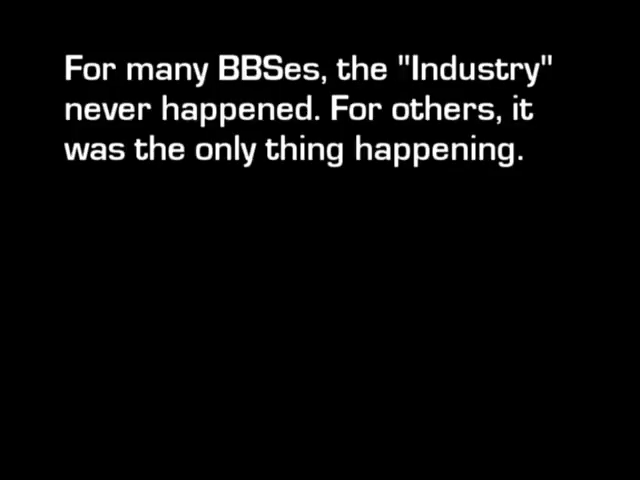 For many BBSes, the "Industry"
never happened. For others, it
was the only thing happening.